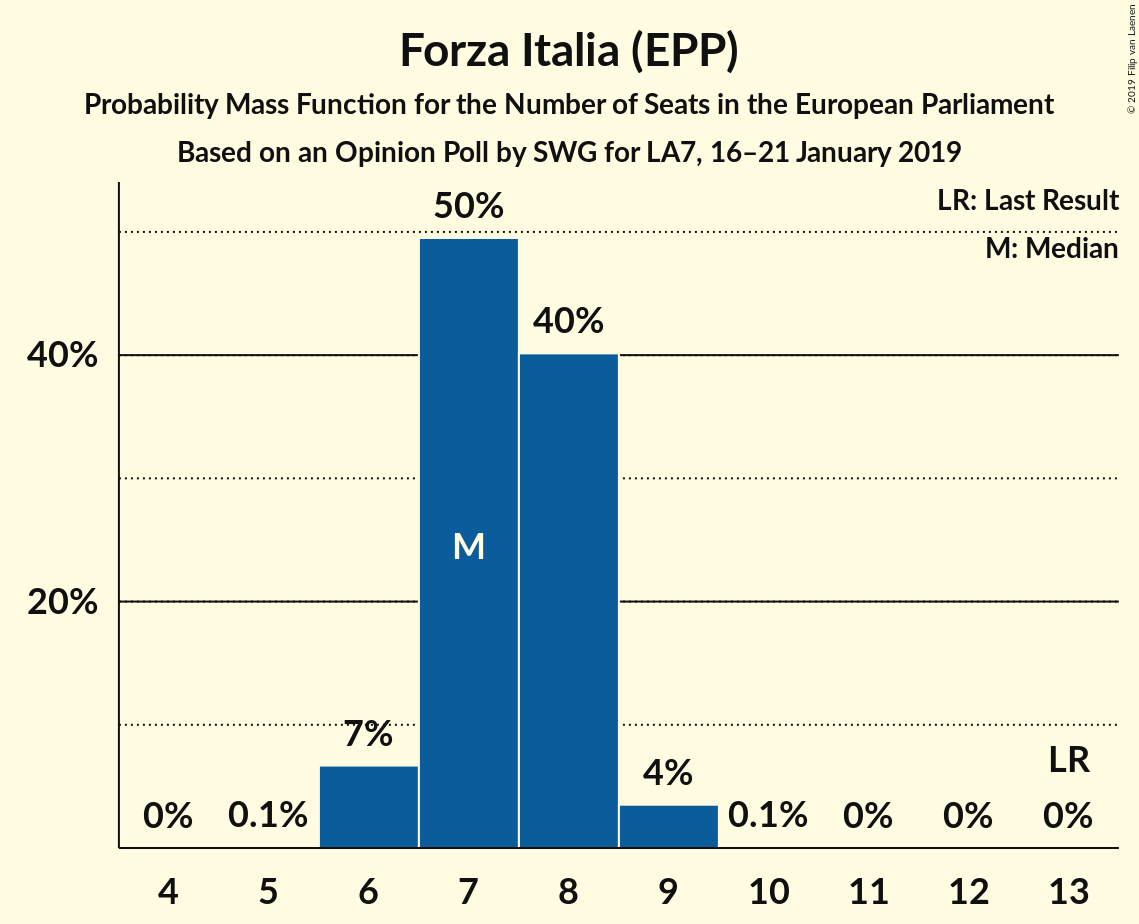 Forza Italia (EPP)
Probability Mass Function for the Number of Seats in the European Parliament
Based on an Opinion Poll by SWG for LA7, 16–21 January 2019
© 2019 Filip van Laenen
LR: Last Result
M: Median
50%
40%
40%
M
20%
7%
4%
LR
0%
0.1%
0.1%
0%
0%
0%
4 5 6 7 8 9 10 11 12 13